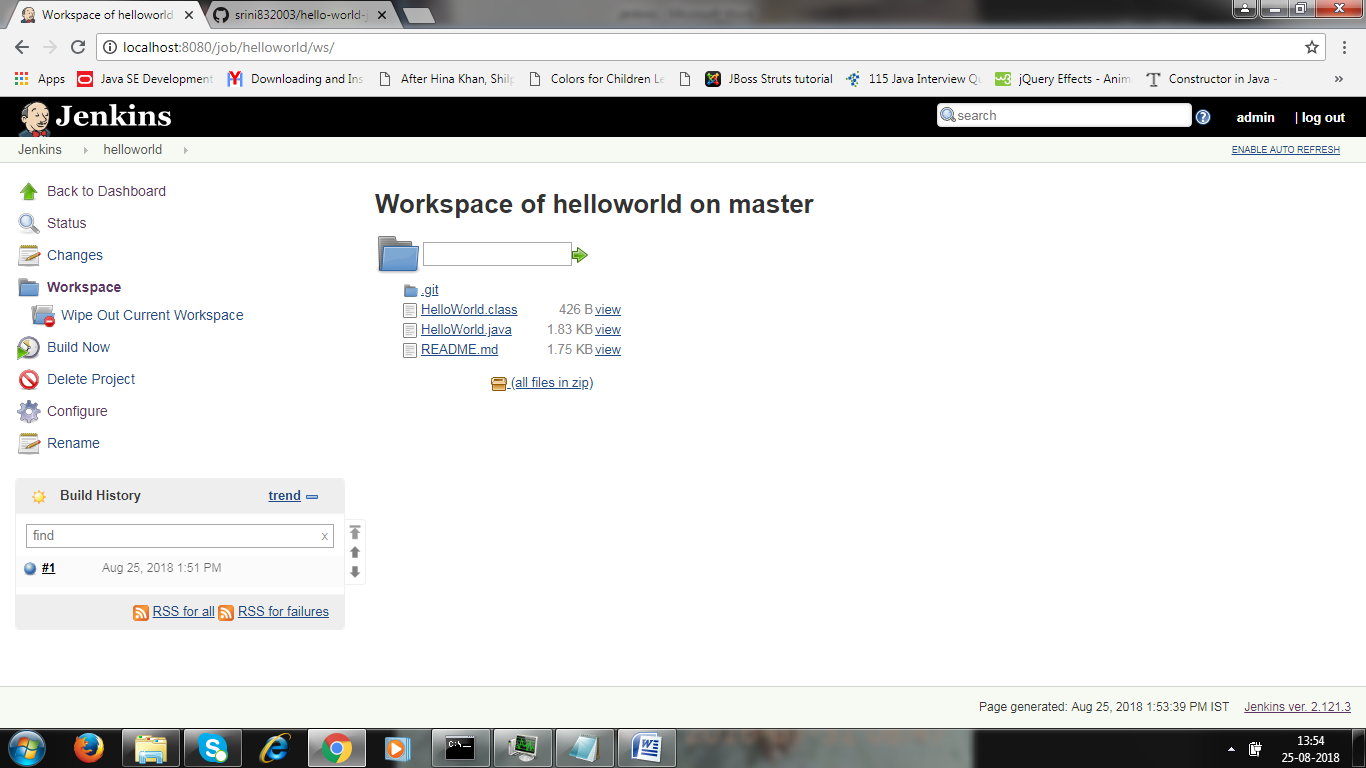 Workspace of helloworld
srini832003/hello-world-j
localhost:8080/job/helloworld/ws/
Apps
Java SE Development
Downloading and Ins
After Hina Khan, Shilp
Colors for Children Le
JBoss Struts tutorial
115 Java Interview Qu
jQuery Effects - Anim
Constructor in Java -
»
Jenkins
search
admin
| log out
Jenkins
helloworld
ENABLE AUTO REFRESH
Back to Dashboard
Status
Changes
Workspace
Wipe Out Current Workspace
Build Now
Delete Project
Configure
Rename
Workspace of helloworld on master
.git
HelloWorld.class 426 B view
HelloWorld.java 1.83 KB view
README.md 1.75 KB view
(all files in zip)
Build History trend
find x
#1 Aug 25, 2018 1:51 PM
RSS for all RSS for failures
Page generated: Aug 25, 2018 1:53:39 PM IST Jenkins ver. 2.121.3
13:54
25-08-2018